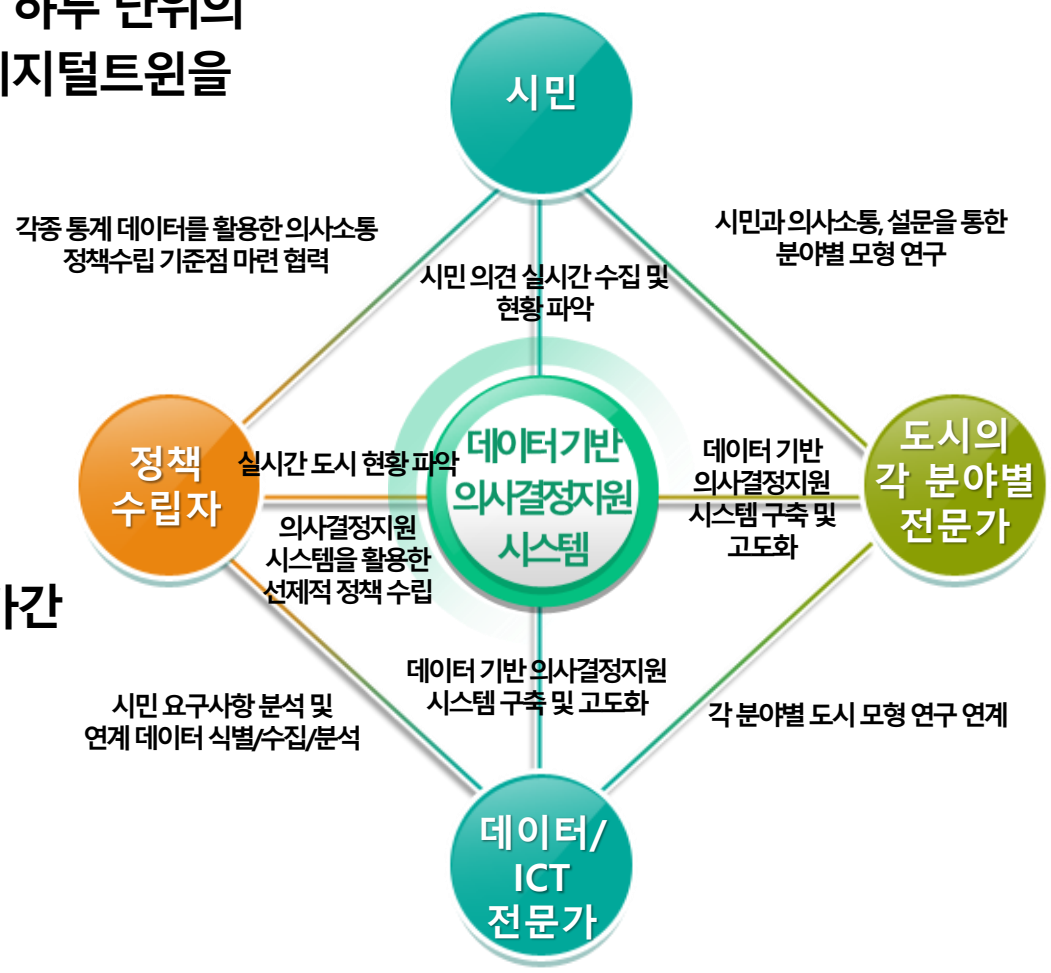 하루 단위의
디지털트윈을
시민
각종 통계 데이터를 활용한 의사소통
정책수립 기준점 마련 협력
시민과 의사소통, 설문을 통한
분야별 모형 연구
시민 의견 실시간 수집 및
현황 파악
정책
수립자
실시간 도시 현황 파악
의사결정지원
시스템을 활용한
선제적 정책 수립
데이터 기반
의사결정지원
시스템
데이터 기반
의사결정지원
시스템 구축 및
고도화
도시의
각 분야별
전문가
데이터 기반 의사결정지원
시스템 구축 및 고도화
시민 요구사항 분석 및
연계 데이터 식별/수집/분석
각 분야별 도시 모형 연구 연계
데이터/
ICT
전문가